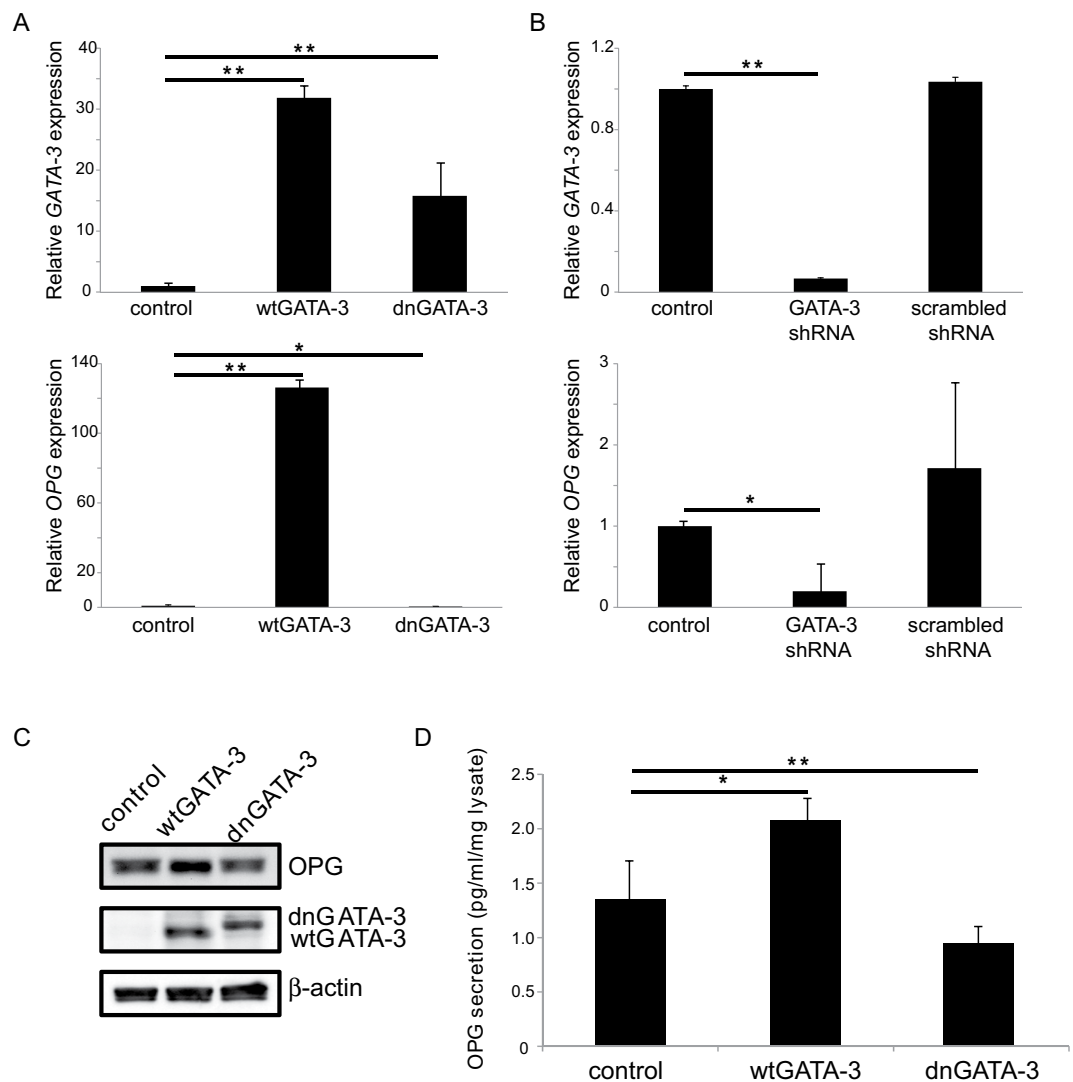 A
Relative GATA-3 expression
40
30
20
10
0
**
**
control
wtGATA-3
dnGATA-3
B
Relative GATA-3 expression
1.2
0.8
0.4
0
**
control
GATA-3
shRNA
scrambled
shRNA
Relative OPG expression
140
100
60
20
0
*
**
control
wtGATA-3
dnGATA-3
Relative OPG expression
3
2
1
0
*
control
GATA-3
shRNA
scrambled
shRNA
C
control
wtGATA-3
dnGATA-3
OPG
dnGATA-3
wtGATA-3
β-actin
D
OPG secretion (pg/ml/mg lysate)
2.5
2.0
1.5
1.0
0.5
0
**
*
control
wtGATA-3
dnGATA-3